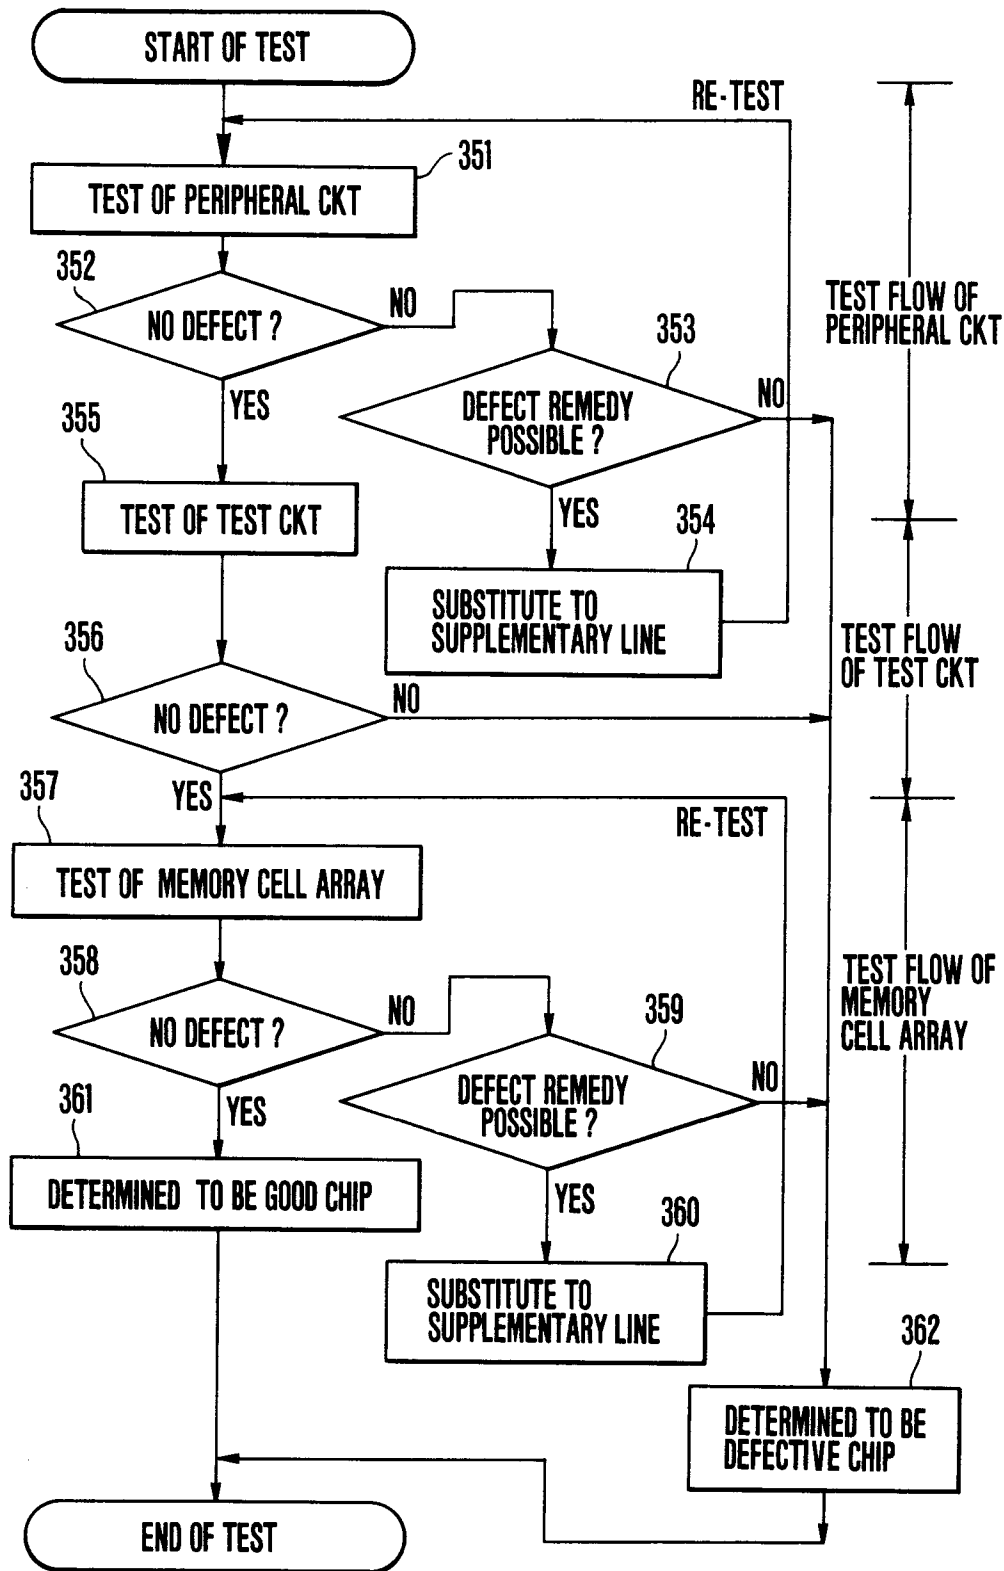 START OF TEST
RE-TEST
351
TEST OF PERIPHERAL CKT
352
NO DEFECT ?
NO
YES
353
DEFECT REMEDY
POSSIBLE ?
NO
YES
TEST FLOW OF
PERIPHERAL CKT
355
TEST OF TEST CKT
354
SUBSTITUTE TO
SUPPLEMENTARY LINE
356
NO DEFECT ?
NO
YES
TEST FLOW
OF TEST CKT
357
RE-TEST
TEST OF MEMORY CELL ARRAY
358
NO DEFECT ?
NO
YES
359
DEFECT REMEDY
POSSIBLE ?
NO
YES
TEST FLOW OF
MEMORY
CELL ARRAY
361
DETERMINED TO BE GOOD CHIP
360
SUBSTITUTE TO
SUPPLEMENTARY LINE
362
DETERMINED TO BE
DEFECTIVE CHIP
END OF TEST